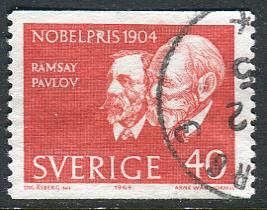 NOBELPRIS 1904
RAMSAY
PAVLOV
SVERIGE 40
1964